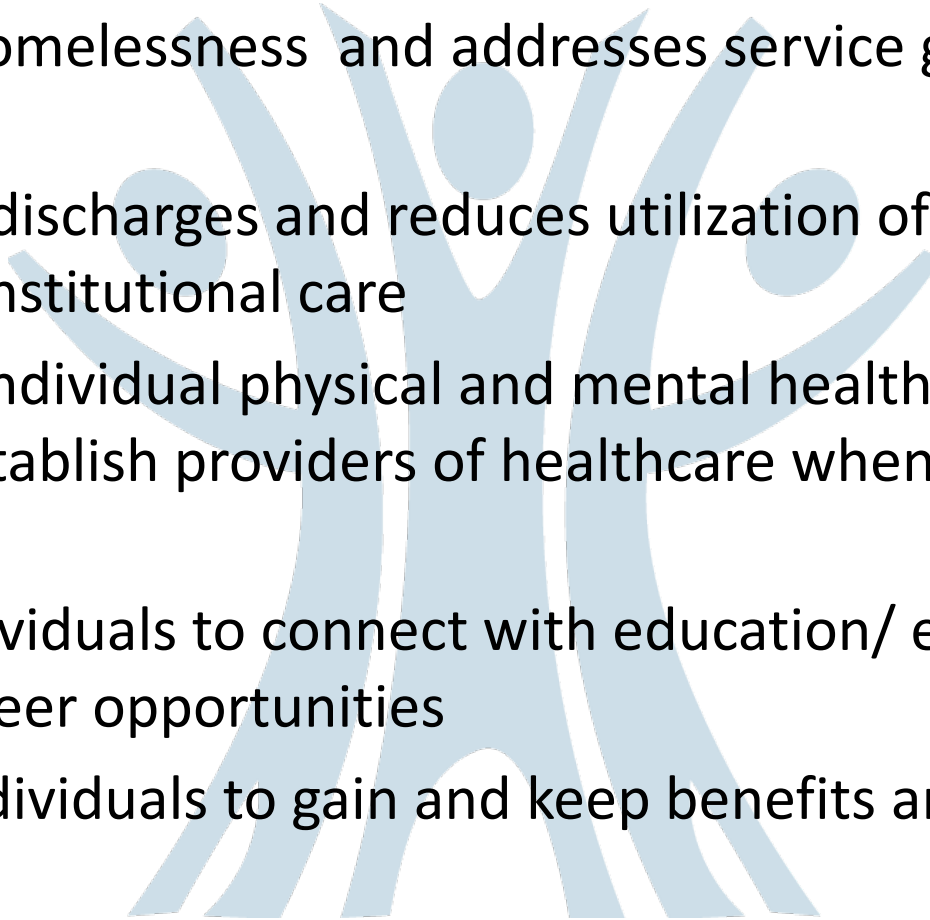 omelessness  and addresses service g
discharges and reduces utilization of
nstitutional care
ndividual physical and mental health
tablish providers of healthcare when
viduals to connect with education/ e
eer opportunities
dividuals to gain and keep benefits an